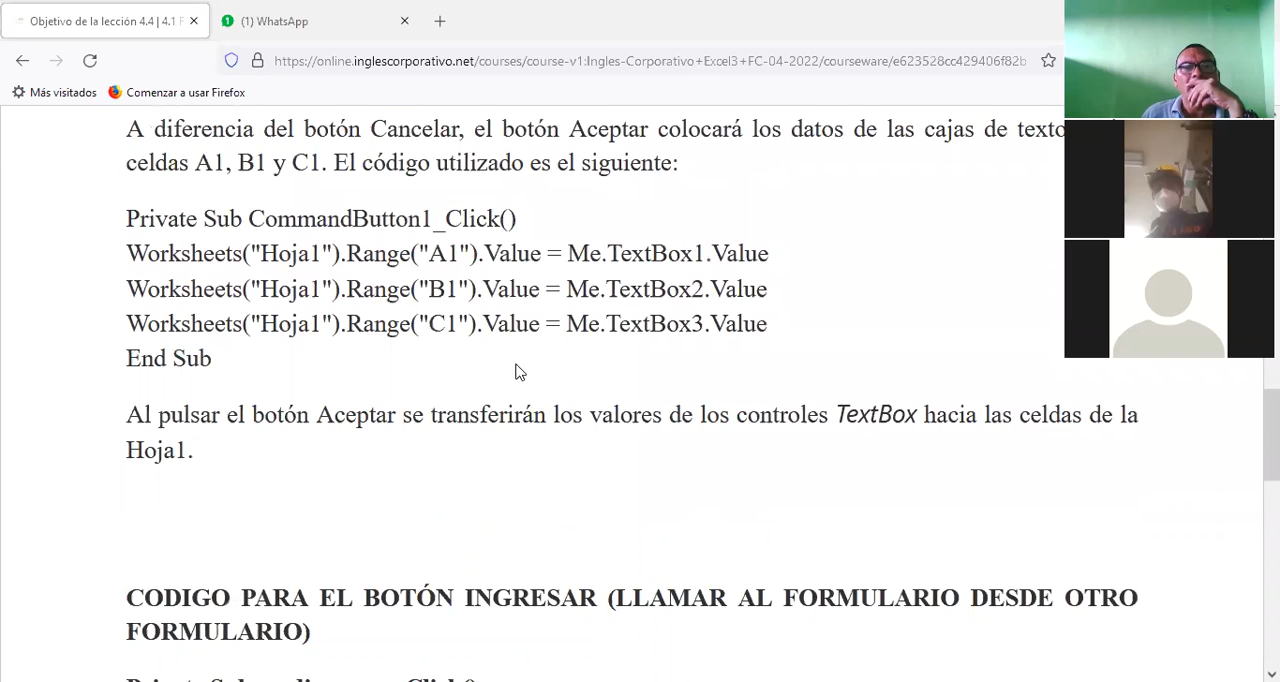 Objetivo de la lección 4.4 | 4.1 F
(1) WhatsApp
https://online.inglescorporativo.net/courses/course-v1:Ingles-Corporativo+Excel3+FC-04-2022/courseware/e623528cc429406f82b
Más visitados
Comenzar a usar Firefox
A diferencia del botón Cancelar, el botón Aceptar colocará los datos de las cajas de texto
celdas A1, B1 y C1. El código utilizado es el siguiente:
Private Sub CommandButton1_Click()
Worksheets("Hoja1").Range("A1").Value = Me.TextBox1.Value
Worksheets("Hoja1").Range("B1").Value = Me.TextBox2.Value
Worksheets("Hoja1").Range("C1").Value = Me.TextBox3.Value
End Sub
Al pulsar el botón Aceptar se transferirán los valores de los controles TextBox hacia las celdas de la
Hoja1.
CODIGO PARA EL BOTÓN INGRESAR (LLAMAR AL FORMULARIO DESDE OTRO
FORMULARIO)